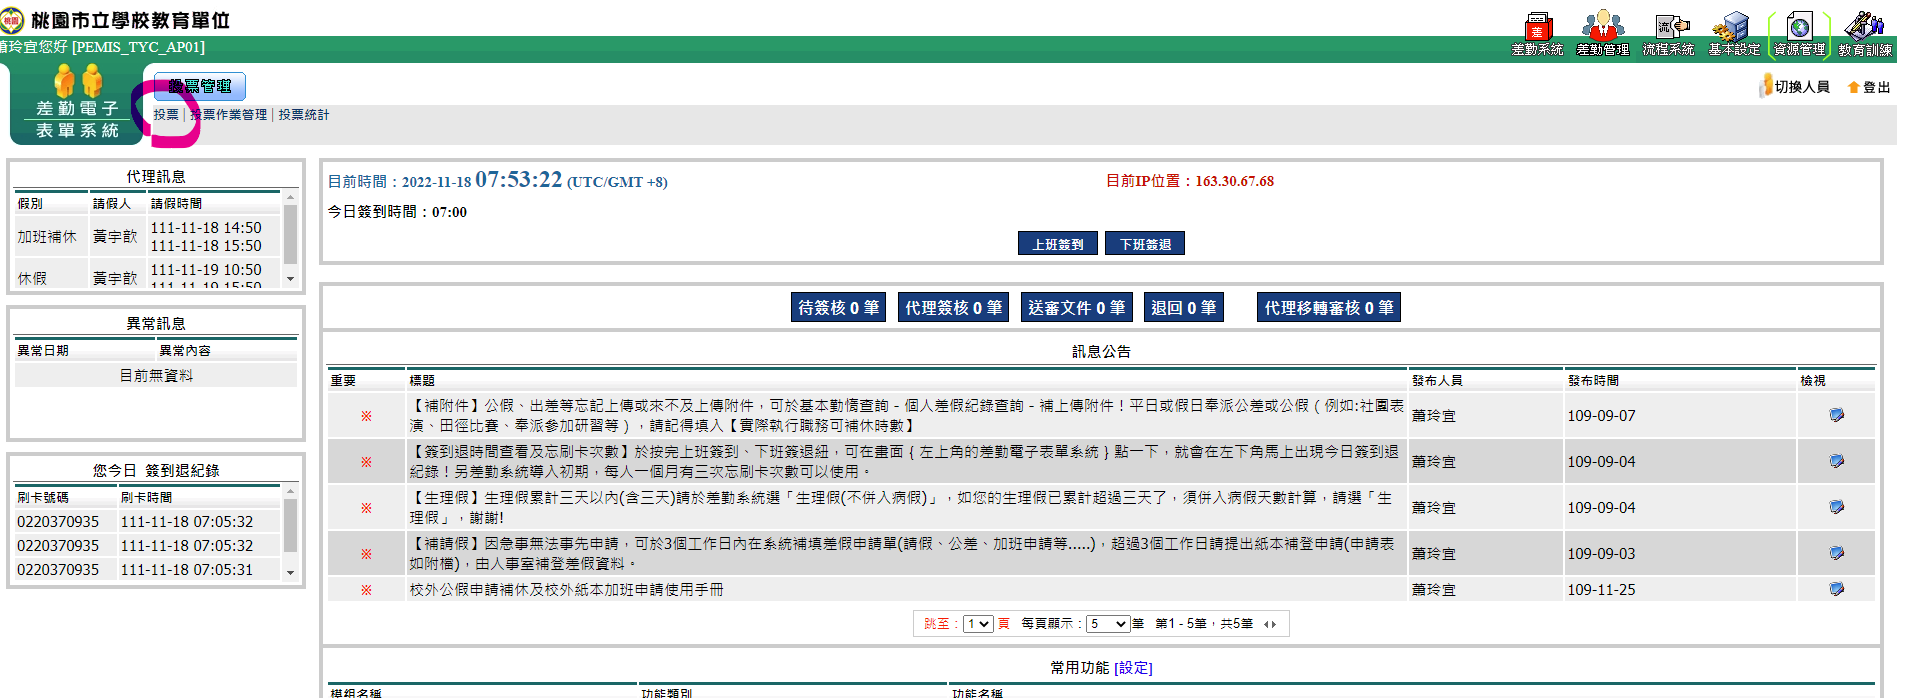 桃園市立學校教育單位
蕭玲宜您好 [PEMIS_TYC_AP01]
差勤系統 差勤管理 流程系統 基本設定 資源管理 教育訓練
差勤電子
表單系統
投票管理
切換人員 登出
投票 | 投票作業管理 | 投票統計
代理訊息
假別 請假人 請假時間
加班補休 黃宇歆 111-11-18 14:50
111-11-18 15:50
休假 黃宇歆 111-11-19 10:50
111-11-19 15:50
異常訊息
異常日期 異常內容
目前無資料
您今日 簽到退紀錄
刷卡號碼 刷卡時間
0220370935 111-11-18 07:05:32
0220370935 111-11-18 07:05:32
0220370935 111-11-18 07:05:31
目前時間：2022-11-18 07:53:22 (UTC/GMT +8) 目前IP位置：163.30.67.68
今日簽到時間：07:00
上班簽到 下班簽退
待簽核 0 筆 代理簽核 0 筆 送審文件 0 筆 退回 0 筆 代理移轉審核 0 筆
訊息公告
重要 標題 發布人員 發布時間 檢視
※ 【補附件】公假、出差等忘記上傳或來不及上傳附件，可於基本勤惰查詢－個人差假紀錄查詢－補上傳附件！平日或假日奉派公差或公假（例如:社團表
演、田徑比賽、奉派參加研習等），請記得填入【實際執行職務可補休時數】 蕭玲宜 109-09-07
※ 【簽到退時間查看及忘刷卡次數】於按完上班簽到、下班簽退紐，可在畫面｛左上角的差勤電子表單系統｝點一下，就會在左下角馬上出現今日簽到退
紀錄！另差勤系統導入初期，每人一個月有三次忘刷卡次數可以使用。 蕭玲宜 109-09-04
※ 【生理假】生理假累計三天以內(含三天)請於差勤系統選「生理假(不併入病假)」，如您的生理假已累計超過三天了，須併入病假天數計算，請選「生
理假」，謝謝! 蕭玲宜 109-09-04
※ 【補請假】因急事無法事先申請，可於3個工作日內在系統補填差假申請單(請假、公差、加班申請等.....)，超過3個工作日請提出紙本補登申請(申請表
如附檔)，由人事室補登差假資料。 蕭玲宜 109-09-03
※ 校外公假申請補休及校外紙本加班申請使用手冊 蕭玲宜 109-11-25
跳至：1 頁 每頁顯示：5 筆 第1 - 5筆，共5筆
常用功能 [設定]
模組名稱 功能類別 功能名稱